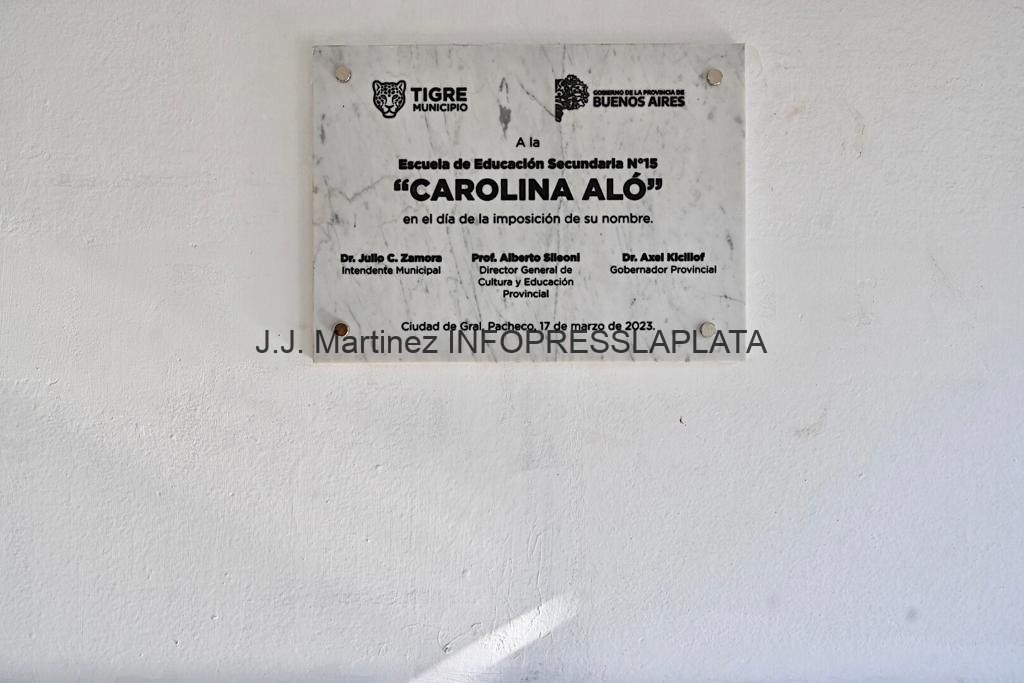 TIGRE
MUNICIPIO
GOBIERNO DE LA PROVINCIA DE
BUENOS AIRES
A la
Escuela de Educación Secundaria N°15
“CAROLINA ALÓ”
en el día de la imposición de su nombre.
Dr. Julio C. Zamora
Intendente Municipal
Prof. Alberto Sileoni
Director General de
Cultura y Educación
Provincial
Dr. Axel Kicillof
Gobernador Provincial
Ciudad de Gral. Pacheco, 17 de marzo de 2023.
J.J. Martinez INFOPRESSLAPLATA